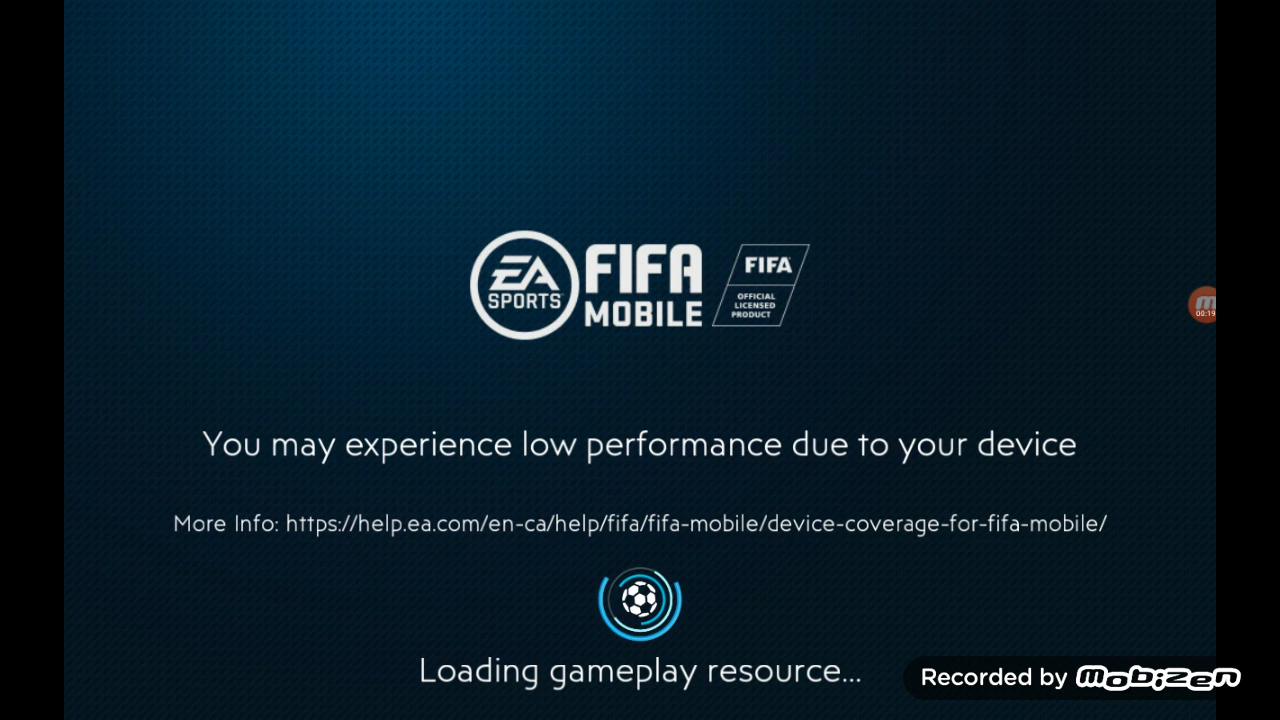 EA
SPORTS
FIFA
MOBILE
FIFA
OFFICIAL
LICENSED
PRODUCT
00:19
You may experience low performance due to your device
More Info: https://help.ea.com/en-ca/help/fifa/fifa-mobile/device-coverage-for-fifa-mobile/
Loading gameplay resource...
Recorded by mobizen